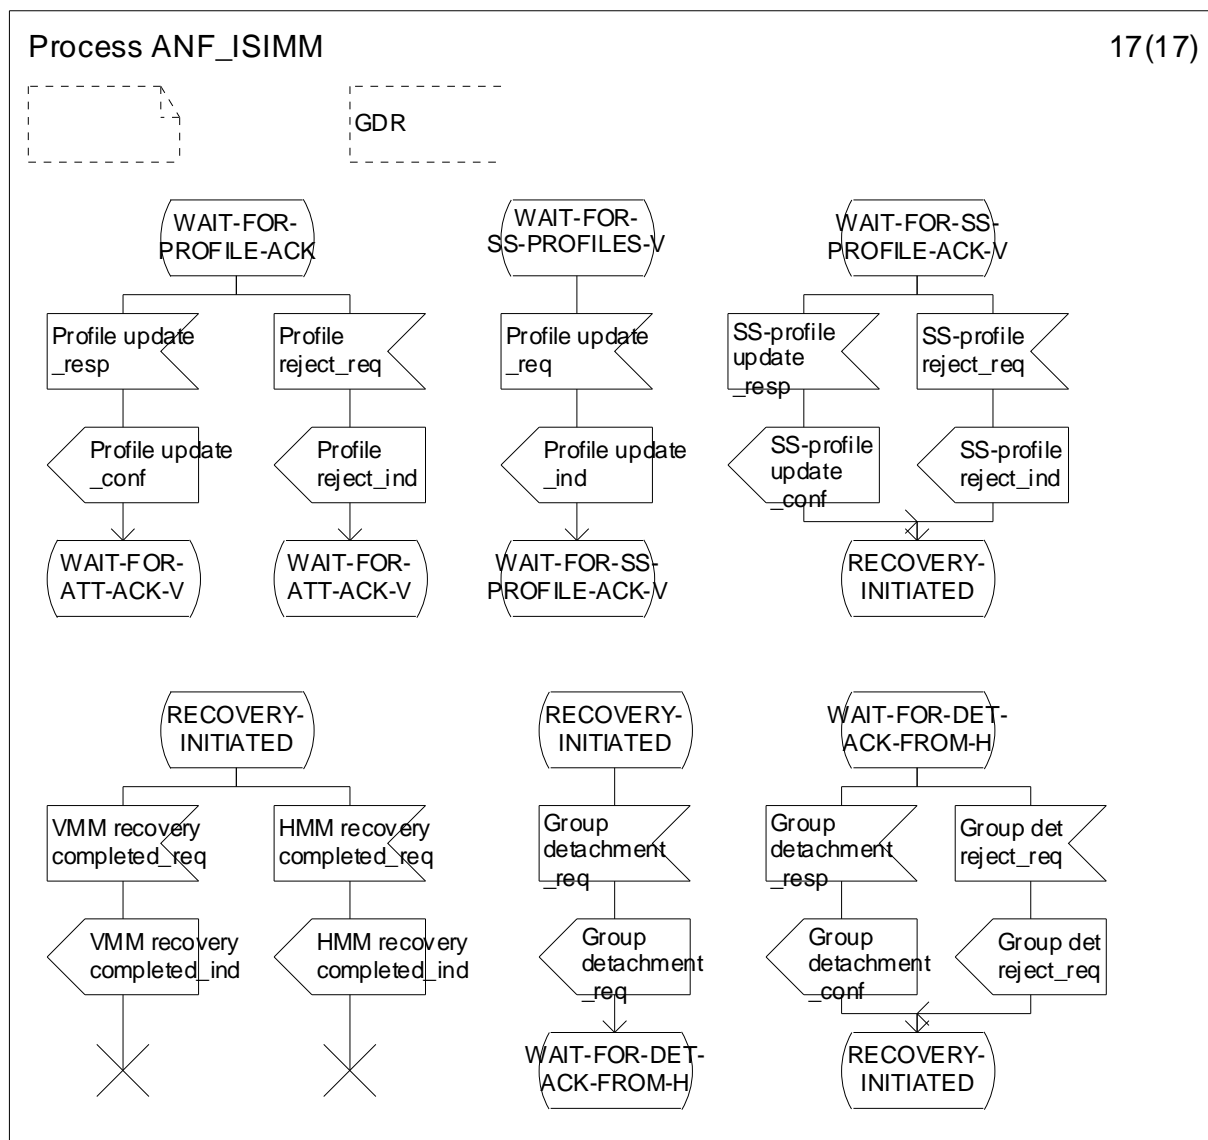 Process ANF_ISIMM
17(17)
GDR
WAIT-FOR-
PROFILE-ACK
WAIT-FOR-
SS-PROFILES-V
WAIT-FOR-SS-
PROFILE-ACK-V
Profile update
_resp
Profile
reject_req
Profile update
_req
SS-profile
update
_resp
SS-profile
reject_req
Profile update
_conf
Profile
reject_ind
Profile update
_ind
SS-profile
update
_conf
SS-profile
reject_ind
WAIT-FOR-
ATT-ACK-V
WAIT-FOR-
ATT-ACK-V
WAIT-FOR-SS-
PROFILE-ACK-V
RECOVERY-
INITIATED
RECOVERY-
INITIATED
RECOVERY-
INITIATED
WAIT-FOR-DET-
ACK-FROM-H
VMM recovery
completed_req
HMM recovery
completed_req
Group
detachment
_req
Group
detachment
_resp
Group det
reject_req
VMM recovery
completed_ind
HMM recovery
completed_ind
Group
detachment
_req
Group
detachment
_conf
Group det
reject_req
WAIT-FOR-DET-
ACK-FROM-H
RECOVERY-
INITIATED